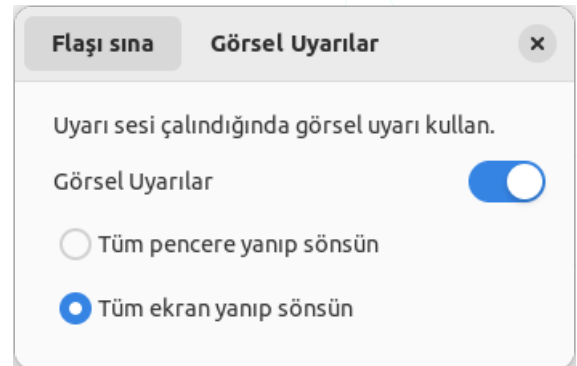 Flaşı sına
Görsel Uyarılar
Uyarı sesi çalındığında görsel uyarı kullan.
Görsel Uyarılar
Tüm pencere yanıp sönsün
Tüm ekran yanıp sönsün